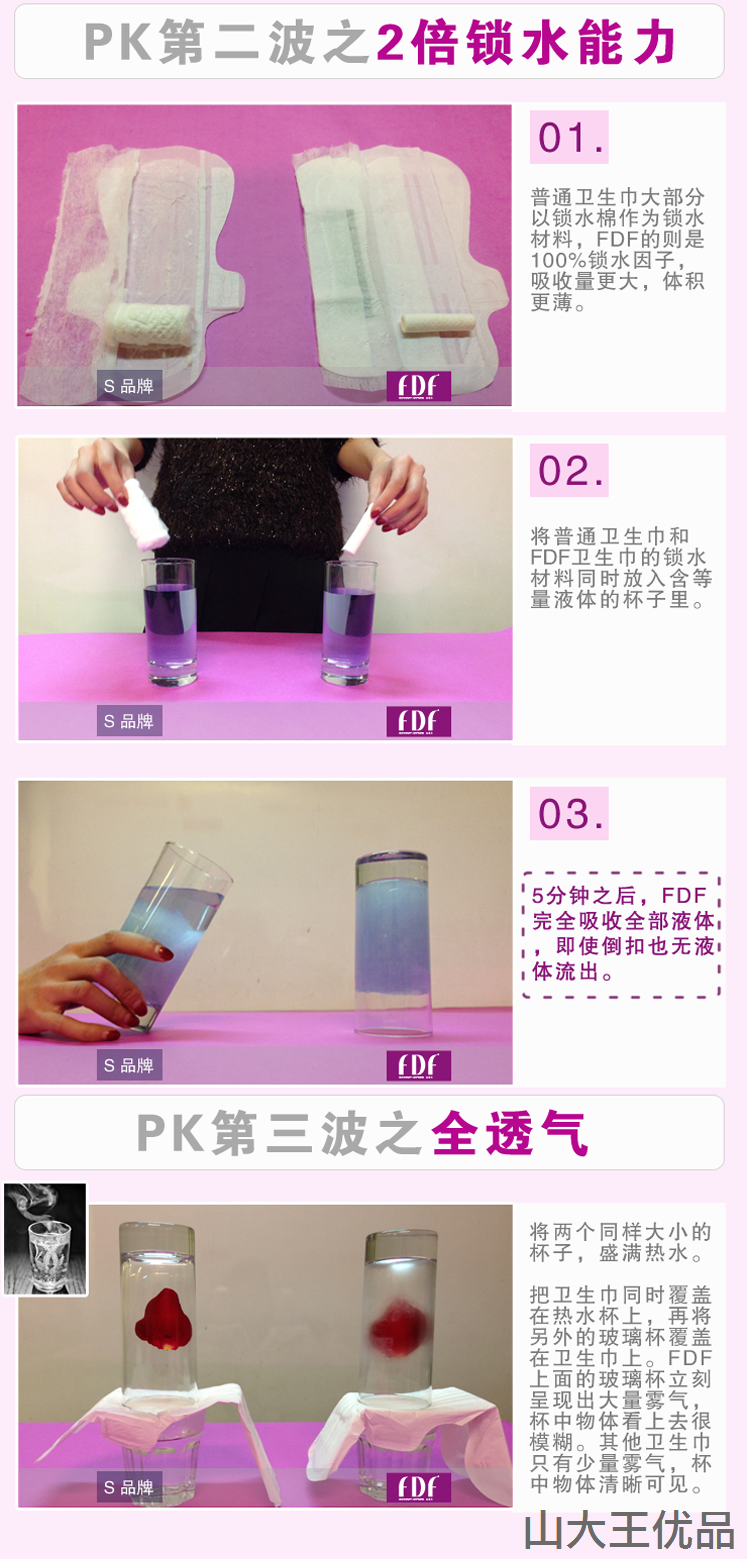 PK第二波之2倍锁水能力
01.
普通卫生巾大部分
以锁水棉作为锁水
材料，FDF的则是
100%锁水因子，
吸收量更大，体积
更薄。
S 品牌
FDF
02.
将普通卫生巾和
FDF卫生巾的锁水
材料同时放入含等
量液体的杯子里。
S 品牌
FDF
03.
5分钟之后，FDF
完全吸收全部液体
，即使倒扣也无液
体流出。
S 品牌
FDF
PK第三波之全透气
将两个同样大小的
杯子，盛满热水。
把卫生巾同时覆盖
在热水杯上，再将
另外的玻璃杯覆盖
在卫生巾上。FDF
上面的玻璃杯立刻
呈现出大量雾气，
杯中物体看上去很
模糊。其他卫生巾
只有少量雾气，杯
中物体清晰可见。
S 品牌
FDF
山大王优品